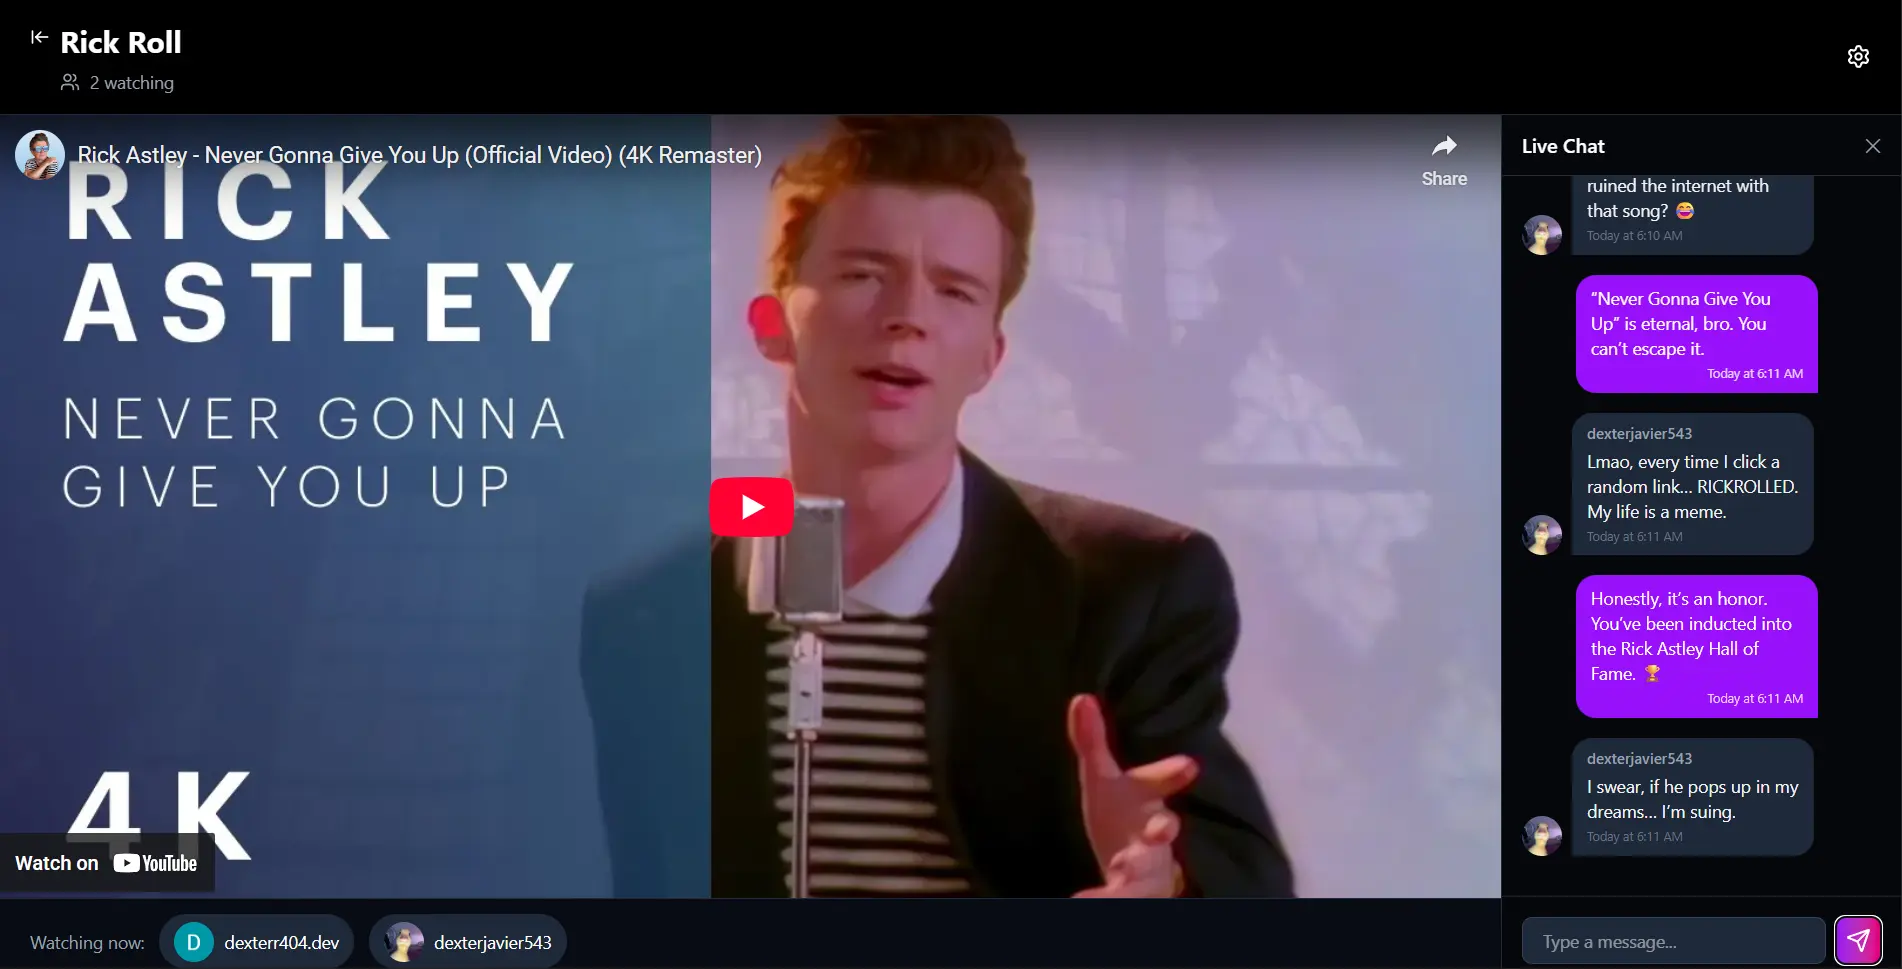 Rick Roll
2 watching
Rick Astley - Never Gonna Give You Up (Official Video) (4K Remaster)
Share
RICK
ASTLEY
NEVER GONNA
GIVE YOU UP
4K
Watch on YouTube
Watching now:
D
dexterr404.dev
dexterjavier543
Live Chat
ruined the internet with
that song? 😂
Today at 6:10 AM
“Never Gonna Give You
Up” is eternal, bro. You
can’t escape it.
Today at 6:11 AM
dexterjavier543
Lmao, every time I click a
random link... RICKROLLED.
My life is a meme.
Today at 6:11 AM
Honestly, it’s an honor.
You’ve been inducted into
the Rick Astley Hall of
Fame. 🏆
Today at 6:11 AM
dexterjavier543
I swear, if he pops up in my
dreams... I’m suing.
Today at 6:11 AM
Type a message...